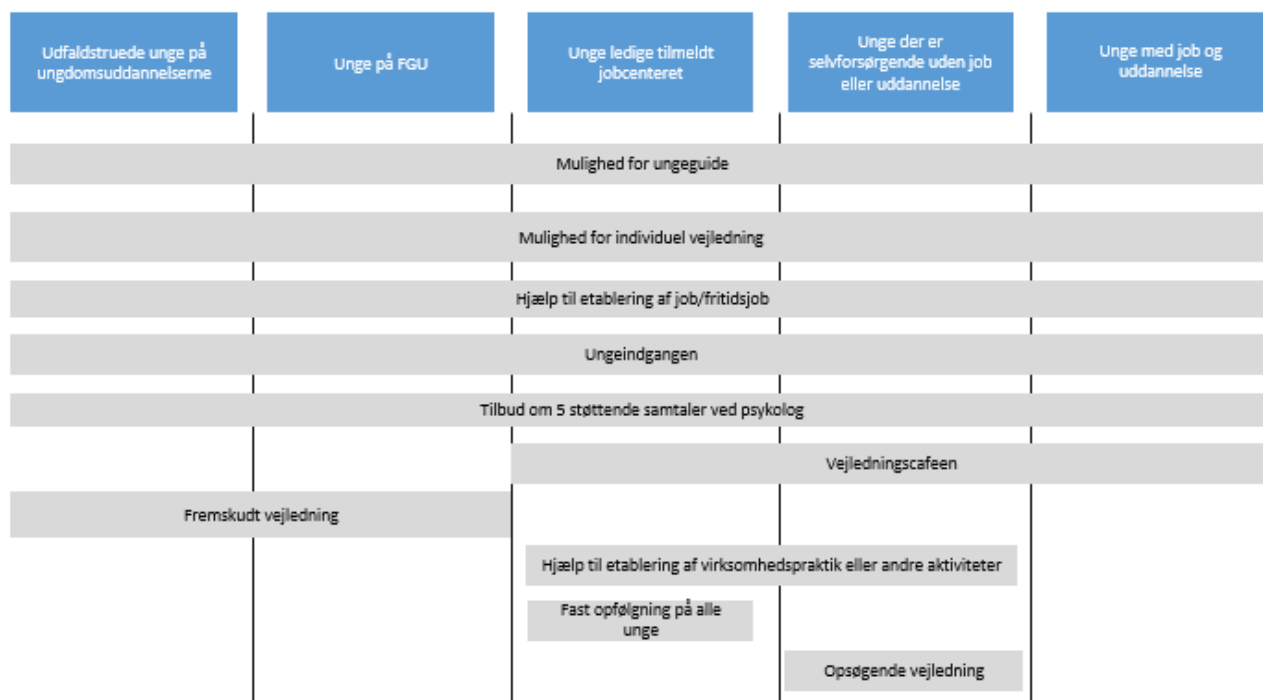 Udfaldstruede unge på
ungdomsuddannelserne
Unge på FGU
Unge ledige tilmeldt
jobcenteret
Unge der er
selvforsørgende uden job
eller uddannelse
Unge med job og
uddannelse
Mulighed for ungeguide
Mulighed for individuel vejledning
Hjælp til etablering af job/fritidsjob
Ungeindgangen
Tilbud om 5 støttende samtaler ved psykolog
Vejledningscafeen
Fremskudt vejledning
Hjælp til etablering af virksomhedspraktik eller andre aktiviteter
Fast opfølgning på alle
unge
Opsøgende vejledning